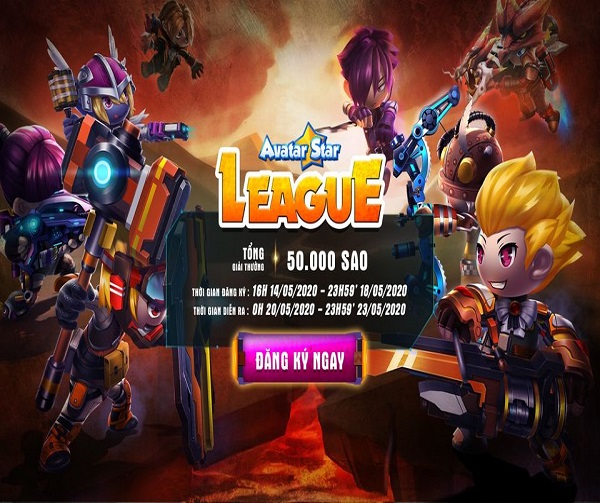 Avatar Star
LEAGUE
TỔNG
GIẢI THƯỞNG
50.000 SAO
THỜI GIAN ĐĂNG KÝ : 16H 14/05/2020 - 23H59' 18/05/2020
THỜI GIAN DIỄN RA : 0H 20/05/2020 - 23H59' 23/05/2020
ĐĂNG KÝ NGAY